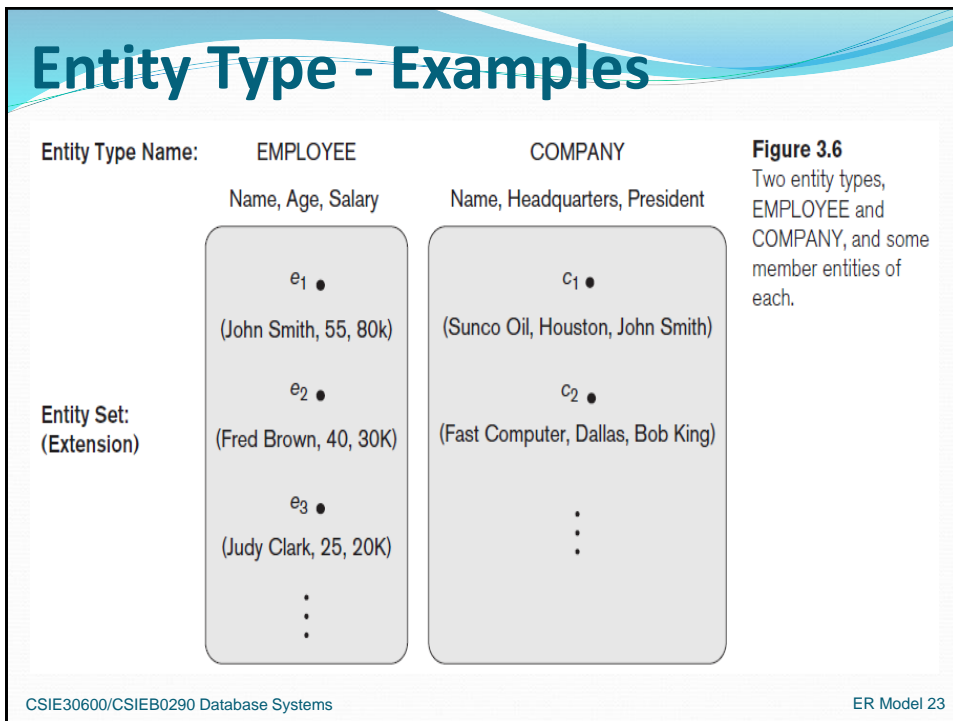 Entity Type - Examples
Entity Type Name: EMPLOYEE COMPANY
Name, Age, Salary Name, Headquarters, President
e1
(John Smith, 55, 80k)
e2
(Fred Brown, 40, 30K)
e3
(Judy Clark, 25, 20K)
c1
(Sunco Oil, Houston, John Smith)
c2
(Fast Computer, Dallas, Bob King)
Entity Set:
(Extension)
Figure 3.6
Two entity types,
EMPLOYEE and
COMPANY, and some
member entities of
each.
CSIE30600/CSIEB0290 Database Systems
ER Model 23